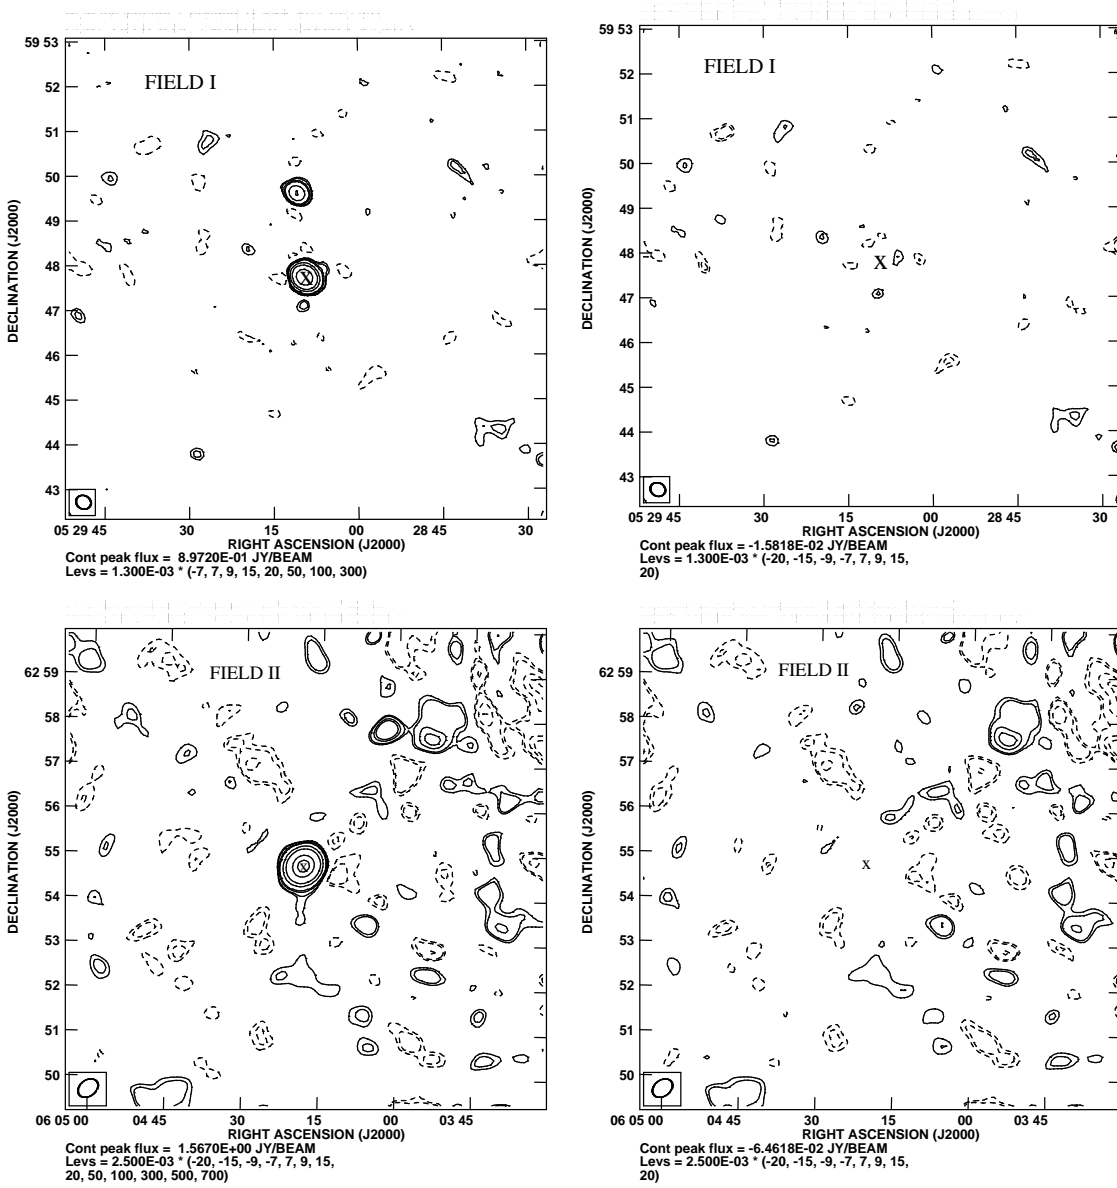 59 53
52
51
50
49
48
47
46
45
44
43
DECLINATION (J2000)
FIELD I
X
05 29 45 30 15 00 28 45 30
RIGHT ASCENSION (J2000)
Cont peak flux = 8.9720E-01 JY/BEAM
Levs = 1.300E-03 * (-7, 7, 9, 15, 20, 50, 100, 300)
59 53
52
51
50
49
48
47
46
45
44
43
DECLINATION (J2000)
FIELD I
X
05 29 45 30 15 00 28 45 30
RIGHT ASCENSION (J2000)
Cont peak flux = -1.5818E-02 JY/BEAM
Levs = 1.300E-03 * (-20, -15, -9, -7, 7, 9, 15,
20)
62 59
58
57
56
55
54
53
52
51
50
DECLINATION (J2000)
FIELD II
x
06 05 00 04 45 30 15 00 03 45
RIGHT ASCENSION (J2000)
Cont peak flux = 1.5670E+00 JY/BEAM
Levs = 2.500E-03 * (-20, -15, -9, -7, 7, 9, 15,
20, 50, 100, 300, 500, 700)
62 59
58
57
56
55
54
53
52
51
50
DECLINATION (J2000)
FIELD II
x
06 05 00 04 45 30 15 00 03 45
RIGHT ASCENSION (J2000)
Cont peak flux = -6.4618E-02 JY/BEAM
Levs = 2.500E-03 * (-20, -15, -9, -7, 7, 9, 15,
20)